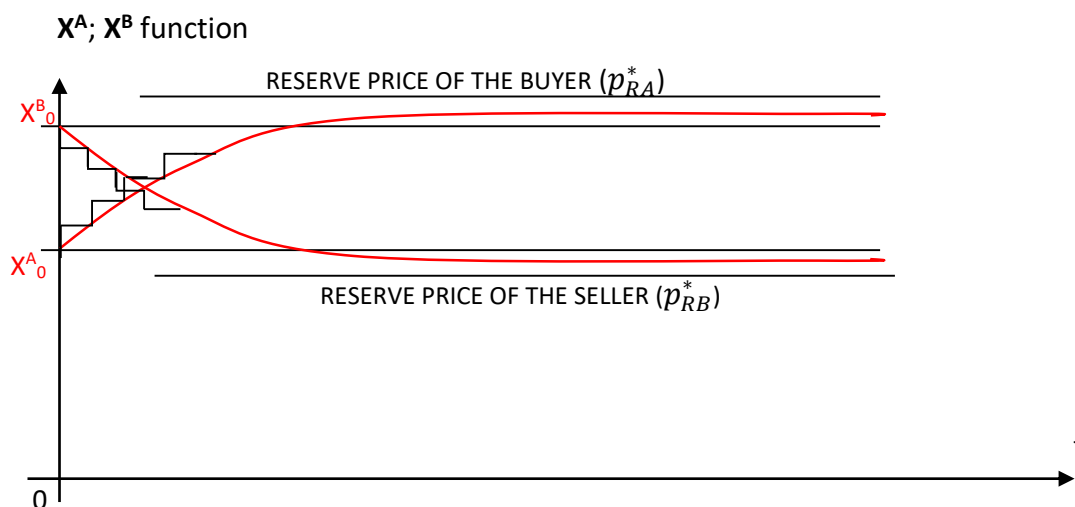 Xᴬ; Xᴮ function
RESERVE PRICE OF THE BUYER (p*RA)
Xᴮ₀
Xᴬ₀
RESERVE PRICE OF THE SELLER (p*RB)
0